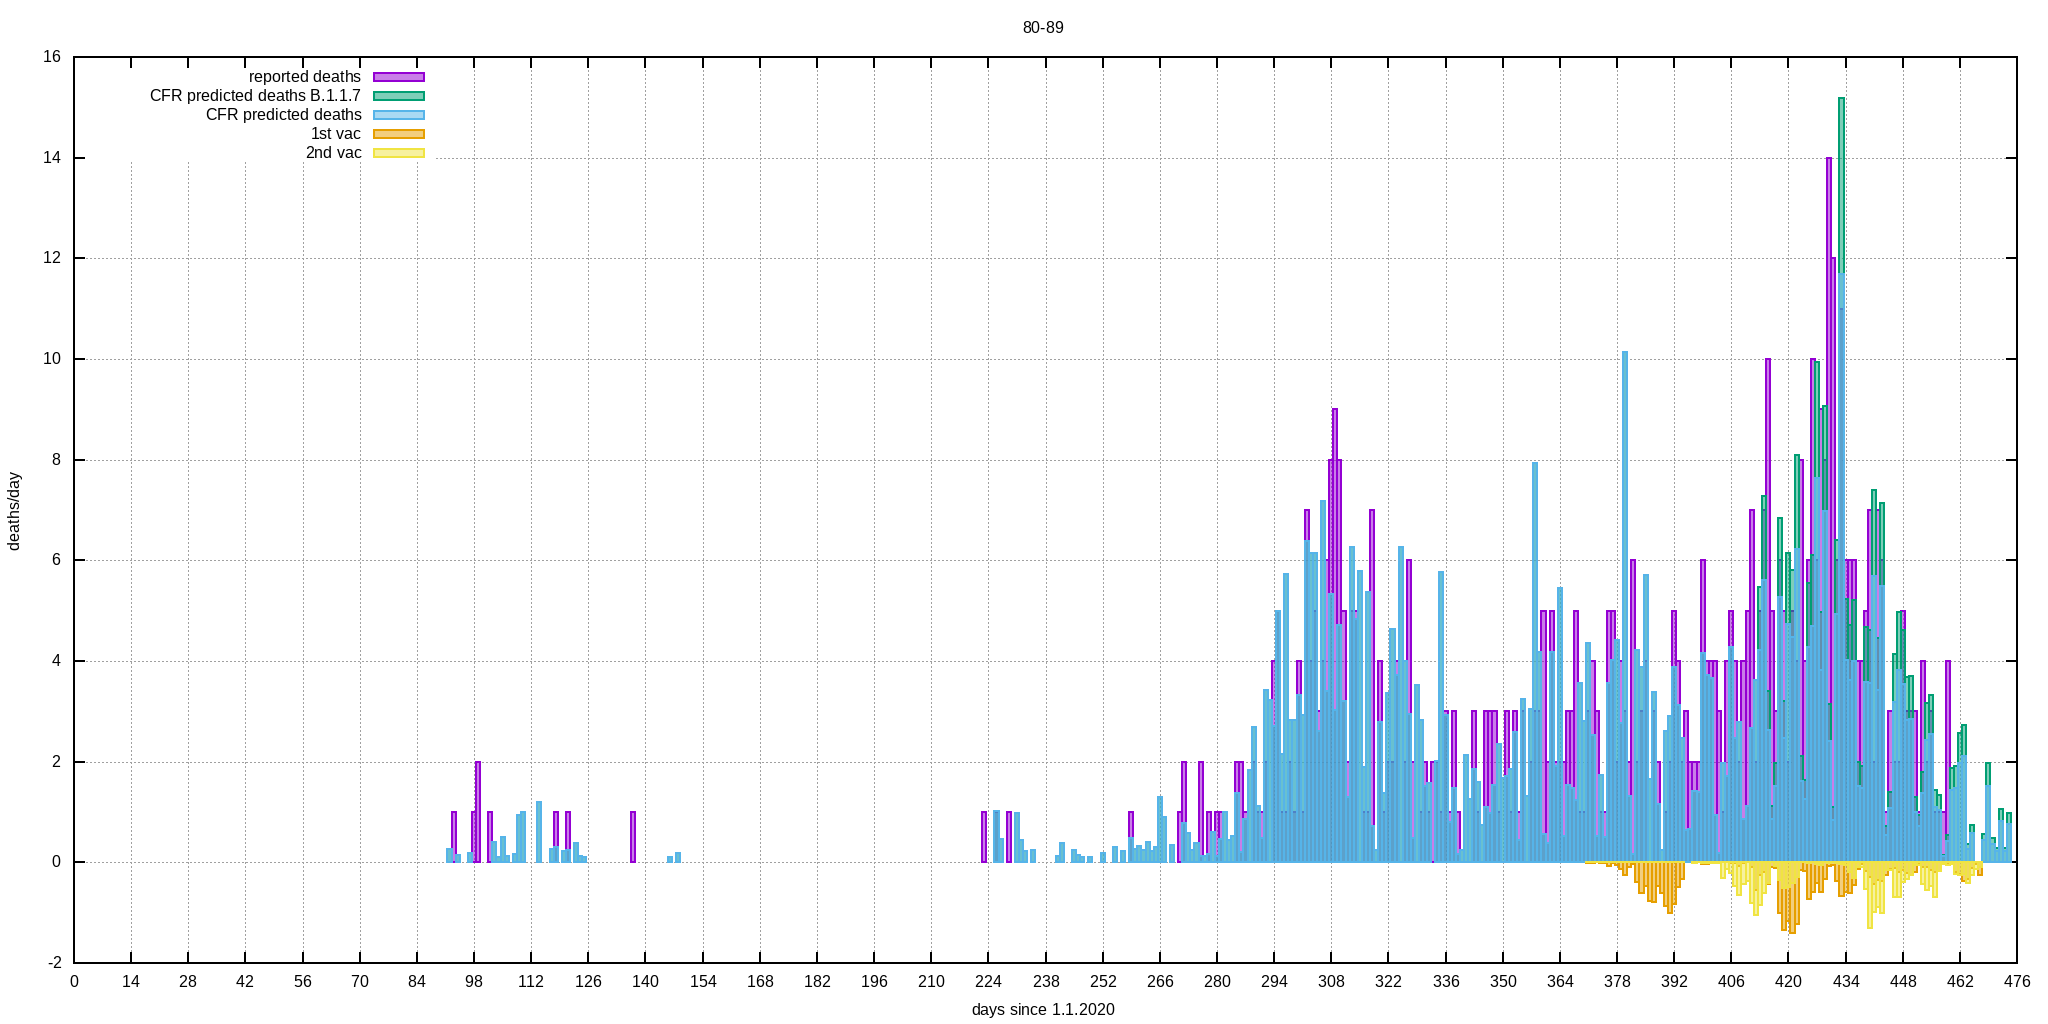 80-89
16
reported deaths
CFR predicted deaths B.1.1.7
CFR predicted deaths
1st vac
2nd vac
14
12
10
8
6
4
2
0
-2
deaths/day
0 14 28 42 56 70 84 98 112 126 140 154 168 182 196 210 224 238 252 266 280 294 308 322 336 350 364 378 392 406 420 434 448 462 476
days since 1.1.2020